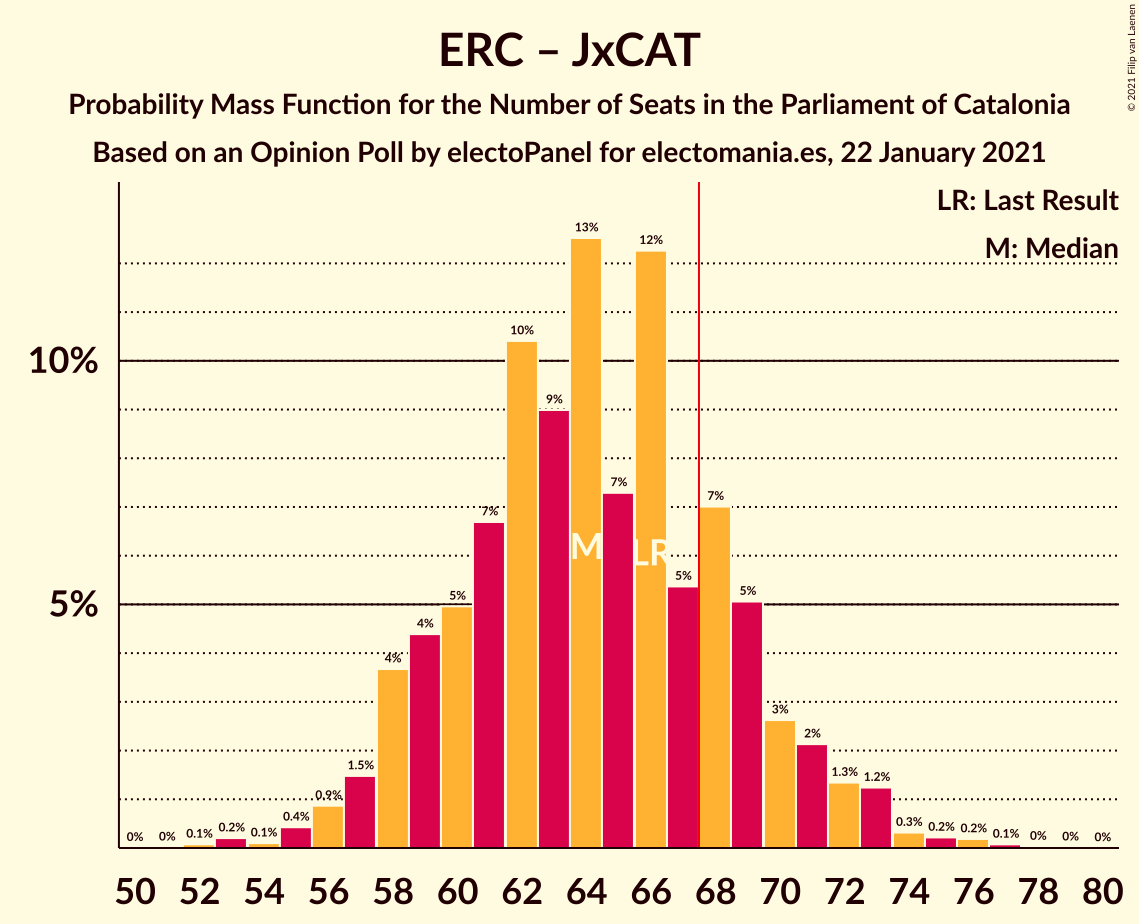 ERC – JxCAT
Probability Mass Function for the Number of Seats in the Parliament of Catalonia
Based on an Opinion Poll by electoPanel for electomania.es, 22 January 2021
© 2021 Filip van Laenen
LR: Last Result
M: Median
10%
5%
0% 0% 0.1% 0.2% 0.1% 0.4% 0.9% 1.5% 4% 4% 5% 7% 10% 9% 13% 7% 12% 5% 7% 5% 3% 2% 1.3% 1.2% 0.3% 0.2% 0.2% 0.1% 0% 0% 0%
M LR
50 52 54 56 58 60 62 64 66 68 70 72 74 76 78 80